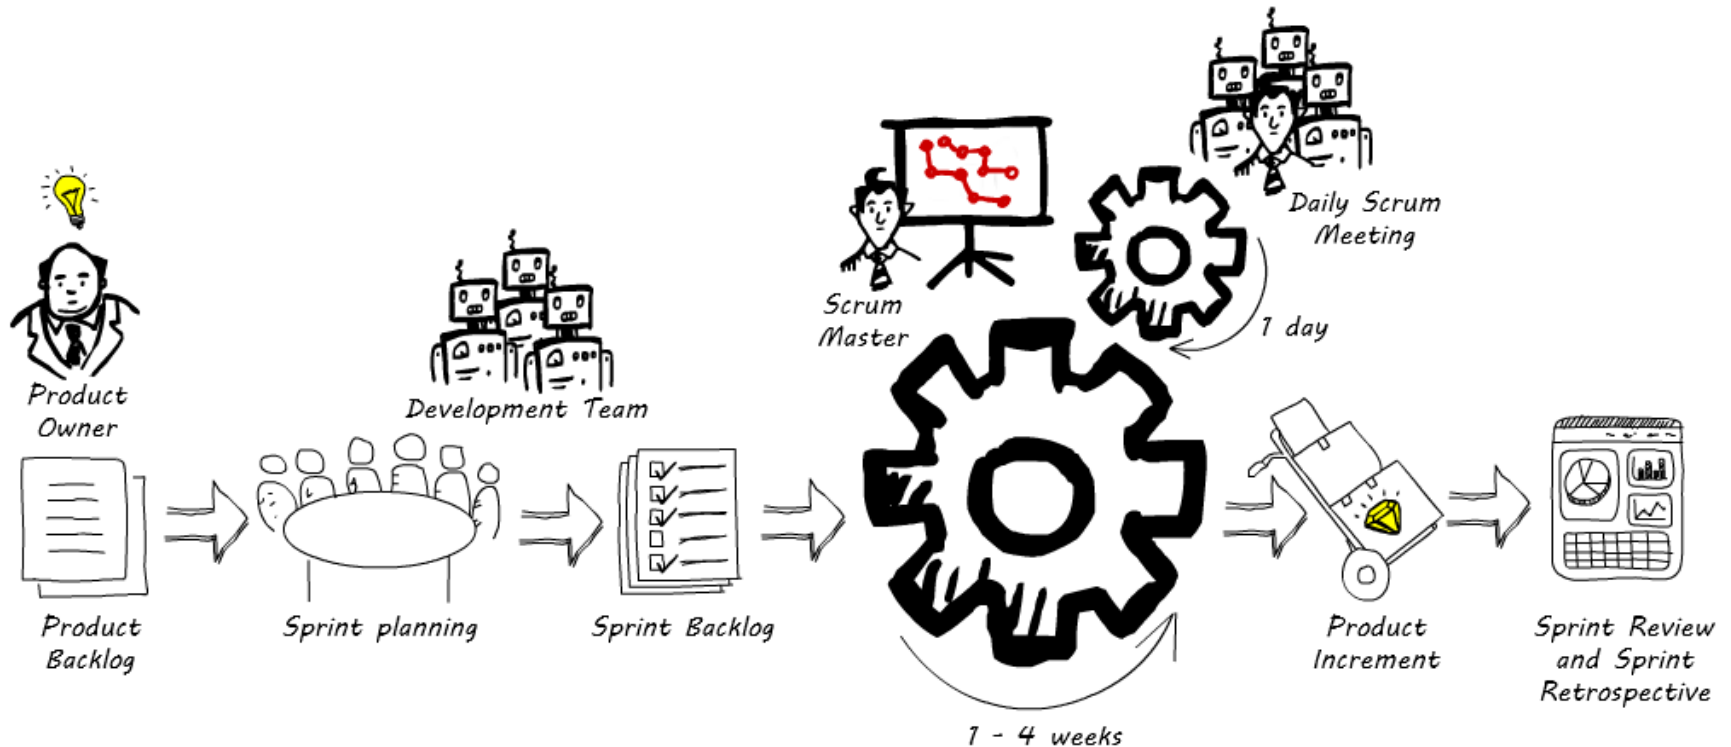 Product
Owner
Product
Backlog
Development Team
Sprint planning
Sprint Backlog
Scrum
Master
Daily Scrum
Meeting
1 day
1 - 4 weeks
Product
Increment
Sprint Review
and Sprint
Retrospective